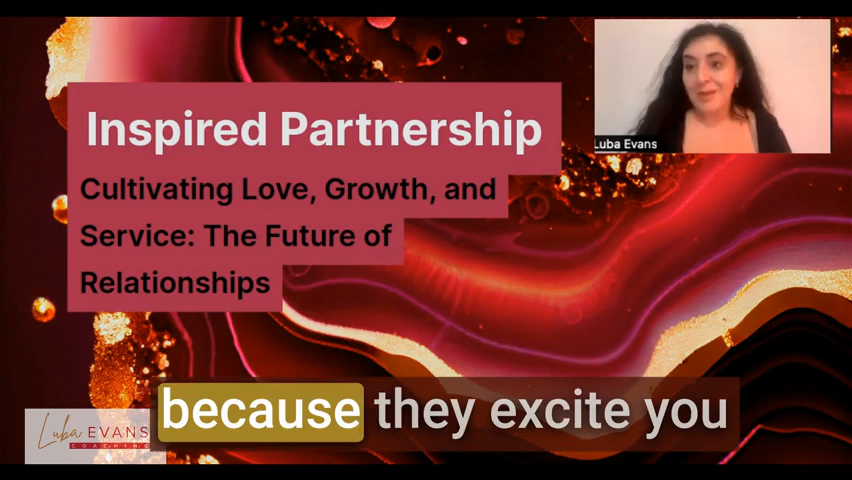 Inspired Partnership
Cultivating Love, Growth, and
Service: The Future of
Relationships
Luba Evans
because they excite you
Luba EVANS
COACHING